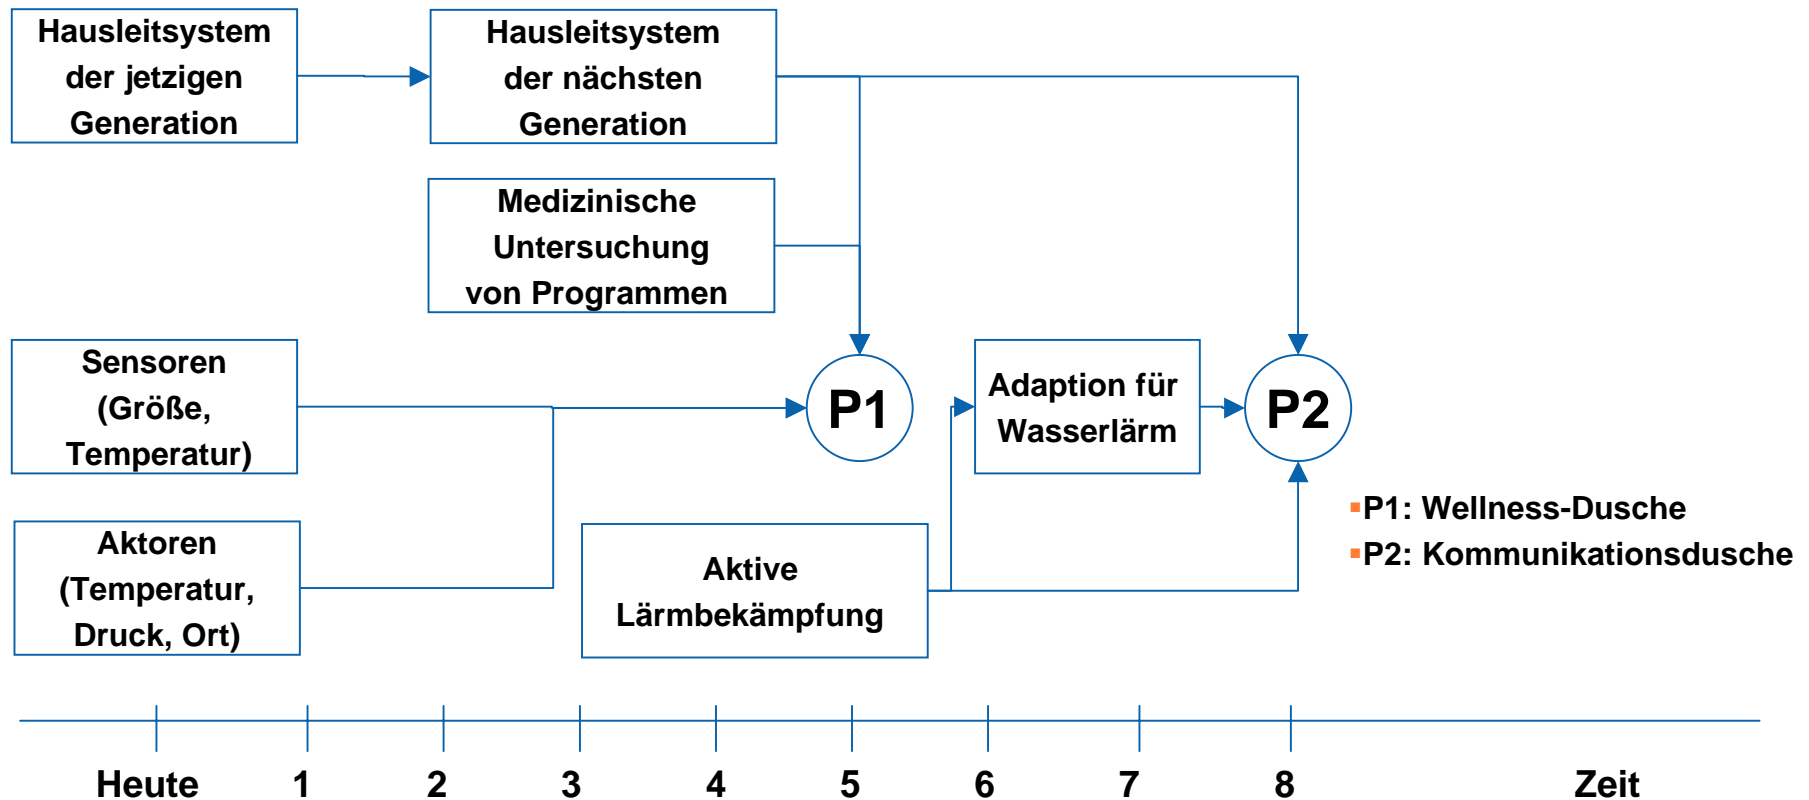 Hausleitsystem
der jetzigen
Generation
Hausleitsystem
der nächsten
Generation
Medizinische
Untersuchung
von Programmen
Sensoren
(Größe,
Temperatur)
P1
Adaption für
Wasserlärm
P2
Aktoren
(Temperatur,
Druck, Ort)
Aktive
Lärmbekämpfung
▪P1: Wellness-Dusche
▪P2: Kommunikationsdusche
Heute 1 2 3 4 5 6 7 8 Zeit